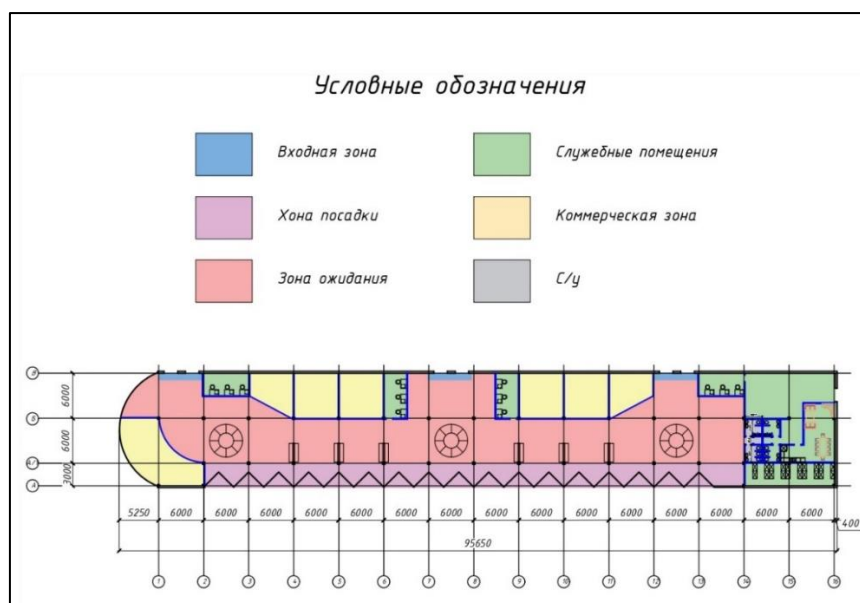 Условные обозначения
Входная зона
Служебные помещения
Хона посадки
Коммерческая зона
Зона ожидания
С/у
В
6000
Б
6000
А/
3000
А
5250 6000 6000 6000 6000 6000 6000 6000 6000 6000 6000 6000 6000 6000 6000 6000 400
95650
1 2 3 4 5 6 7 8 9 10 11 12 13 14 15 16